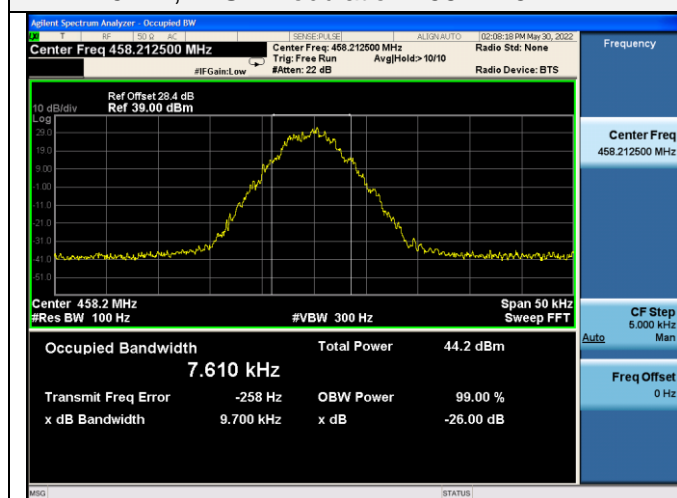 Agilent Spectrum Analyzer - Occupied BW
LXI T RF 50 Ω AC SENSE:PULSE ALIGN AUTO 02:08:18 PM May 30, 2022
Center Freq 458.212500 MHz
Center Freq: 458.212500 MHz
Radio Std: None
Trig: Free Run Avg|Hold:> 10/10
#IFGain:Low #Atten: 22 dB Radio Device: BTS
Frequency
Ref Offset 28.4 dB
10 dB/div Ref 39.00 dBm
Log
29.0
19.0
9.00
-1.00
-11.0
-21.0
-31.0
-41.0
-51.0
Center Freq
458.212500 MHz
Center 458.2 MHz Span 50 kHz
#Res BW 100 Hz #VBW 300 Hz Sweep FFT
CF Step
5.000 kHz
Auto Man
Occupied Bandwidth Total Power 44.2 dBm
7.610 kHz
Transmit Freq Error -258 Hz OBW Power 99.00 %
x dB Bandwidth 9.700 kHz x dB -26.00 dB
Freq Offset
0 Hz
MSG STATUS